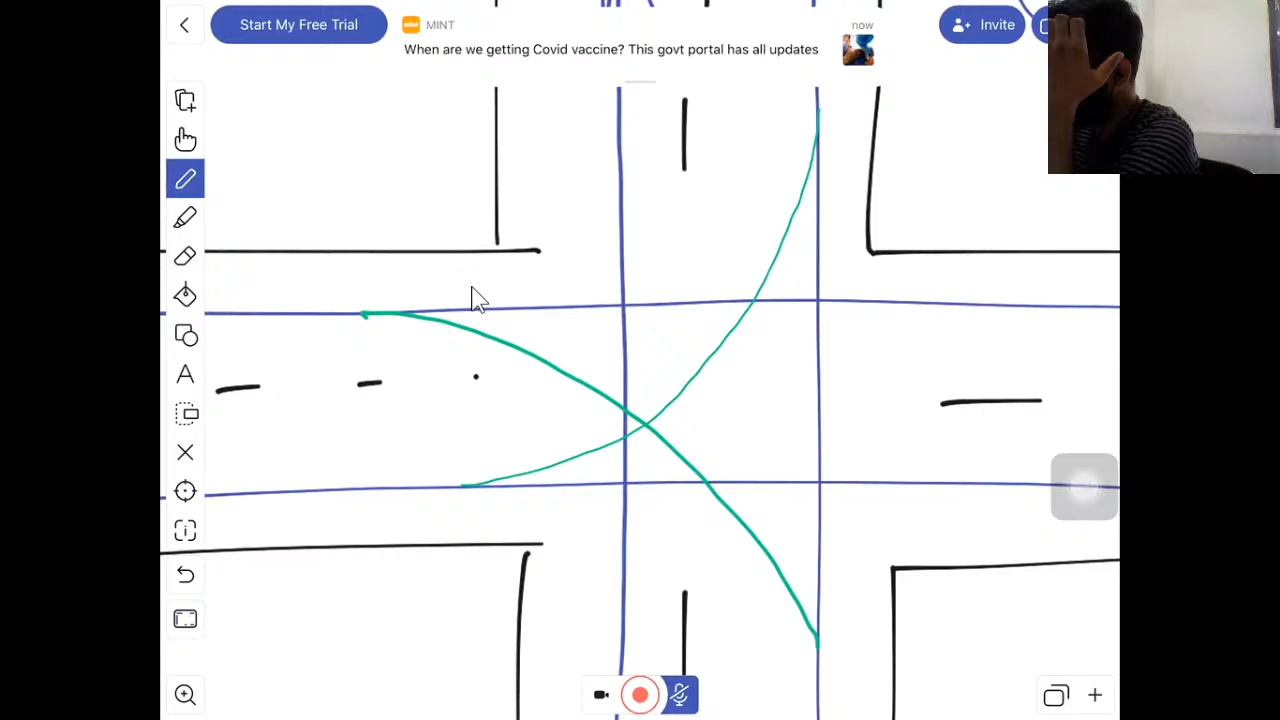 Start My Free Trial
MINT
now
Invite
When are we getting Covid vaccine? This govt portal has all updates
A